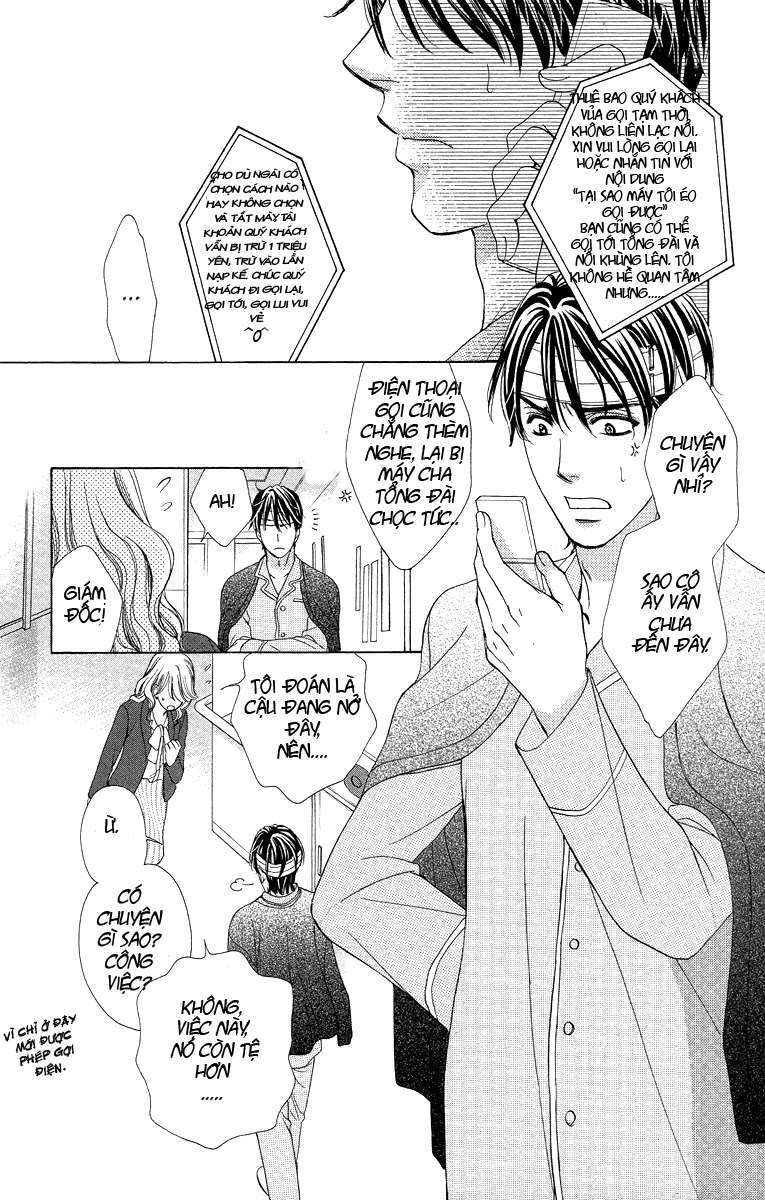 THUÊ BAO QUÝ KHÁCH
VỦA GỌI TẠM THỜI
KHÔNG LIÊN LẠC NỔI.
XIN VUI LÒNG GỌI LẠI
HOẶC NHẮN TIN VỚI
NỘI DUNG
"TẠI SAO MÁY TÔI ÉO
GỌI ĐƯỢC"
BẠN CŨNG CÓ THỂ
GỌI TỚI TỔNG ĐÀI VÀ
NỔI KHÙNG LÊN. TÔI
KHÔNG HỀ QUAN TÂM
NHƯNG.....
CHO DÙ NGÀI CÓ
CHỌN CÁCH NÀO
HAY KHÔNG CHỌN
VÀ TẮT MÁY TÀI
KHOẢN QUÝ KHÁCH
VẪN BỊ TRỪ 1 TRIỆU
YÊN, TRỪ VÀO LẦN
NẠP KẾ. CHÚC QUÝ
KHÁCH ĐI GỌI LẠI,
GỌI TỚI, GỌI LUI VUI
VẺ
^O^
...
CHUYỆN
GÌ VẬY
NHỈ?
SAO CÔ
ẤY VẪN
CHƯA
ĐẾN ĐÂY.
ĐIỆN THOẠI
GỌI CŨNG
CHẲNG THÈM
NGHE, LẠI BỊ
MÁY CHA
TỔNG ĐÀI
CHỌC TỨC..
AH!
GIÁM
ĐỐC!
TÔI ĐOÁN LÀ
CẬU ĐANG NỞ
ĐÂY,
NÊN....
Ừ.
CÓ
CHUYỆN
GÌ SAO?
CÔNG
VIỆC?
KHÔNG,
VIỆC NÀY,
NÓ CÒN TỆ
HƠN
.....
VÌ CHỈ Ở ĐÂY
MỚI ĐƯỢC
PHÉP GỌI
ĐIỆN.